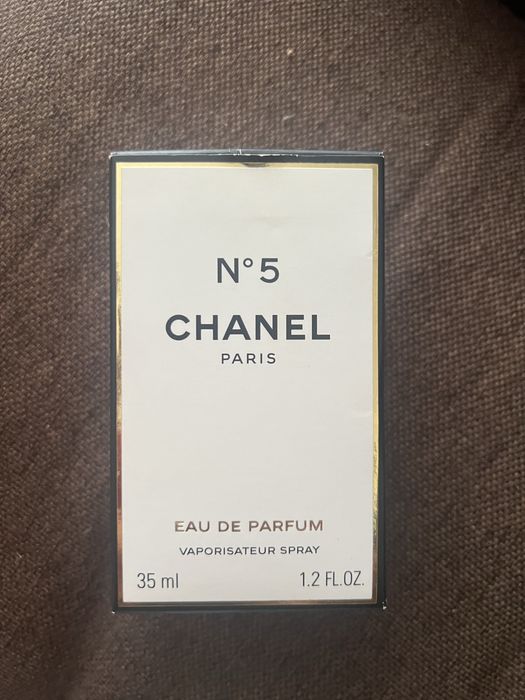 N°5
CHANEL
PARIS
EAU DE PARFUM
VAPORISATEUR SPRAY
35 ml 1.2 FL.OZ.